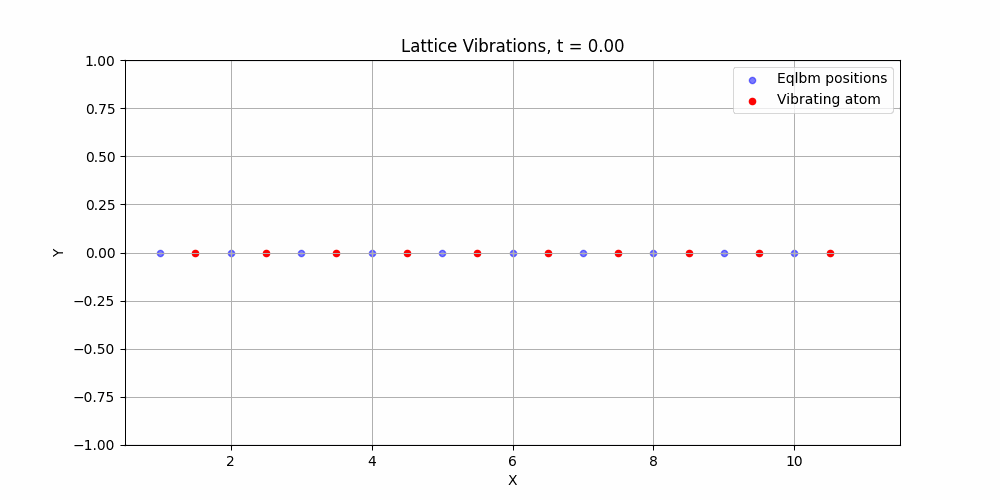 Lattice Vibrations, t = 0.00
Eqlbm positions
Vibrating atom
1.00
0.75
0.50
0.25
0.00
−0.25
−0.50
−0.75
−1.00
Y
2 4 6 8 10
X